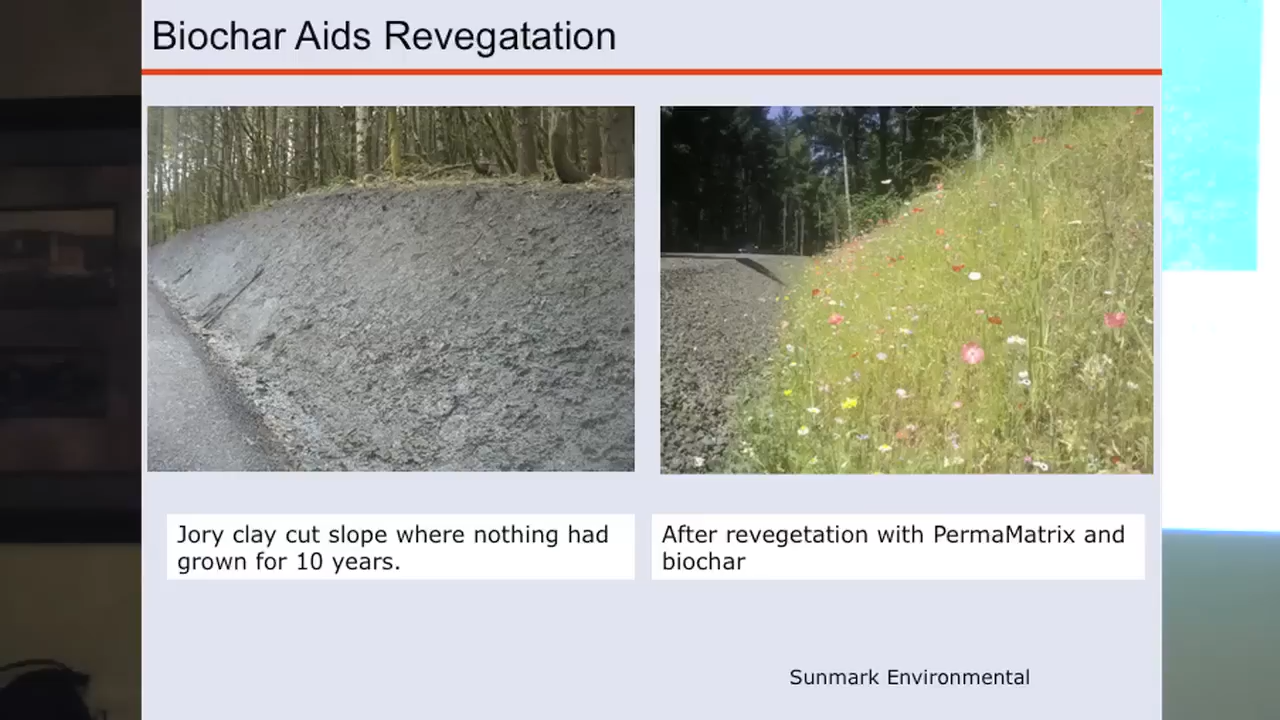 Biochar Aids Revegatation
Jory clay cut slope where nothing had
grown for 10 years.
After revegetation with PermaMatrix and
biochar
Sunmark Environmental